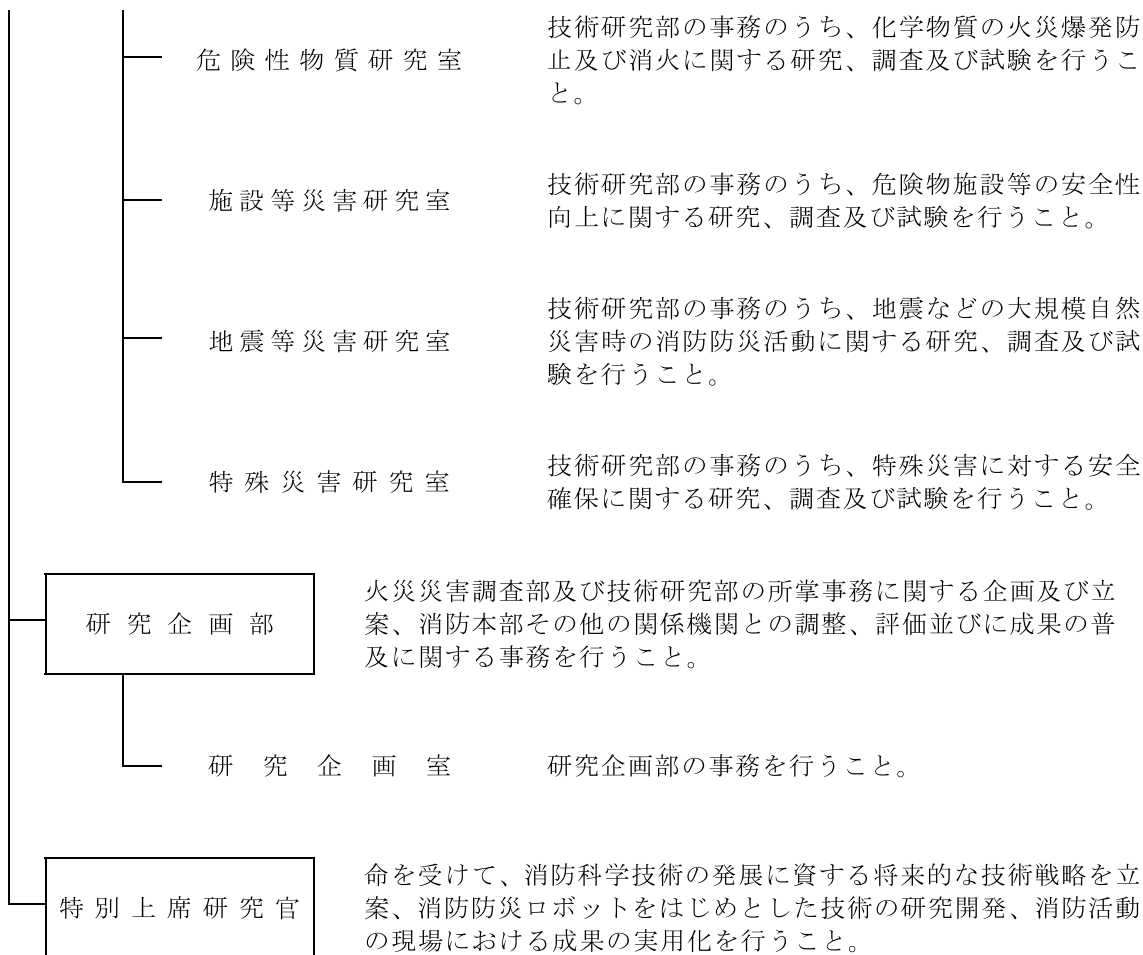 危険性物質研究室
技術研究部の事務のうち、化学物質の火災爆発防
止及び消火に関する研究、調査及び試験を行うこ
と。
施設等災害研究室
技術研究部の事務のうち、危険物施設等の安全性
向上に関する研究、調査及び試験を行うこと。
地震等災害研究室
技術研究部の事務のうち、地震などの大規模自然
災害時の消防防災活動に関する研究、調査及び試
験を行うこと。
特殊災害研究室
技術研究部の事務のうち、特殊災害に対する安全
確保に関する研究、調査及び試験を行うこと。
研究企画部
火災災害調査部及び技術研究部の所掌事務に関する企画及び立
案、消防本部その他の関係機関との調整、評価並びに成果の普
及に関する事務を行うこと。
研究企画室
研究企画部の事務を行うこと。
特別上席研究官
命を受けて、消防科学技術の発展に資する将来的な技術戦略を立
案、消防防災ロボットをはじめとした技術の研究開発、消防活動
の現場における成果の実用化を行うこと。